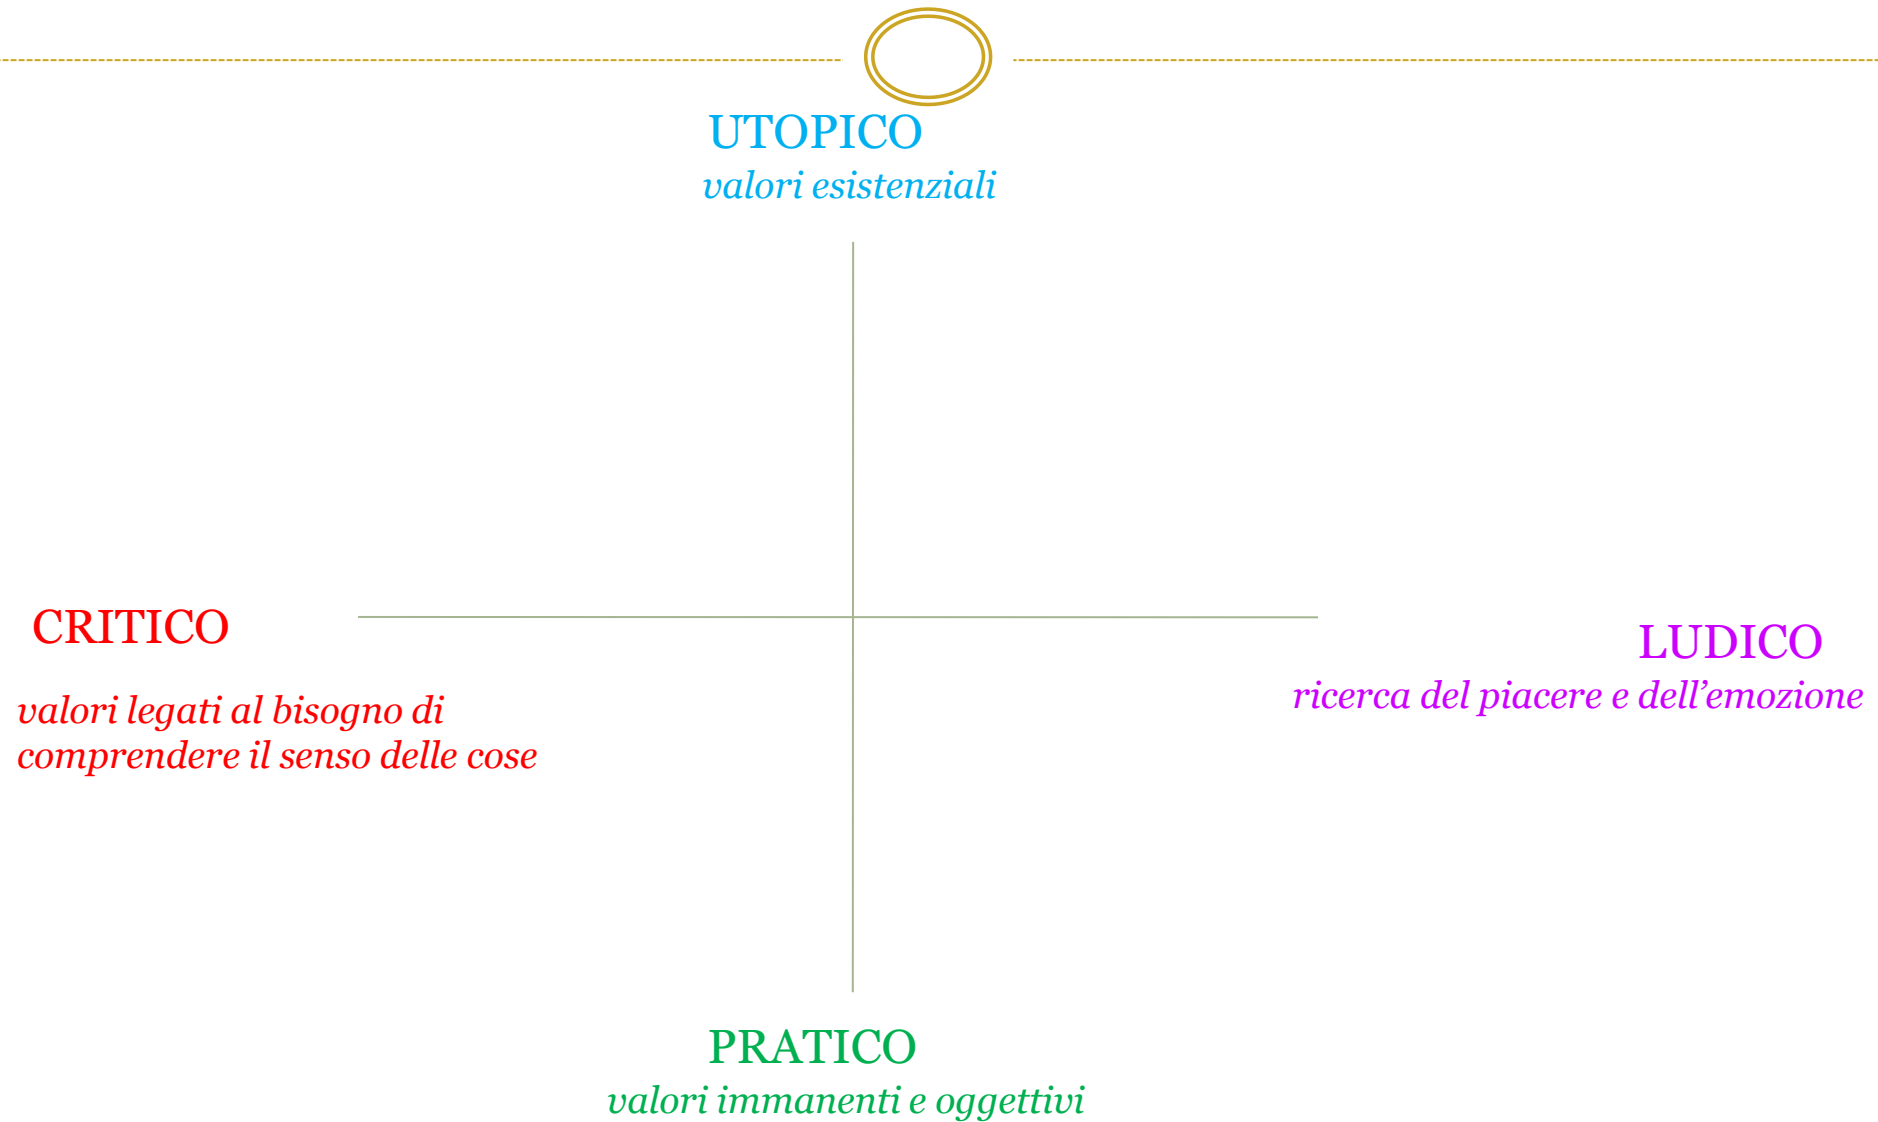 UTOPICO
valori esistenziali
CRITICO
valori legati al bisogno di
comprendere il senso delle cose
LUDICO
ricerca del piacere e dell’emozione
PRATICO
valori immanenti e oggettivi